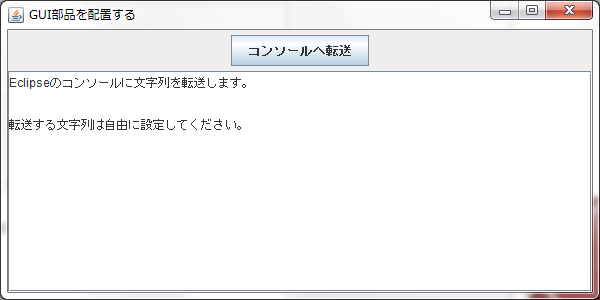 GUI部品を配置する
コンソールへ転送
Eclipseのコンソールに文字列を転送します。
転送する文字列は自由に設定してください。